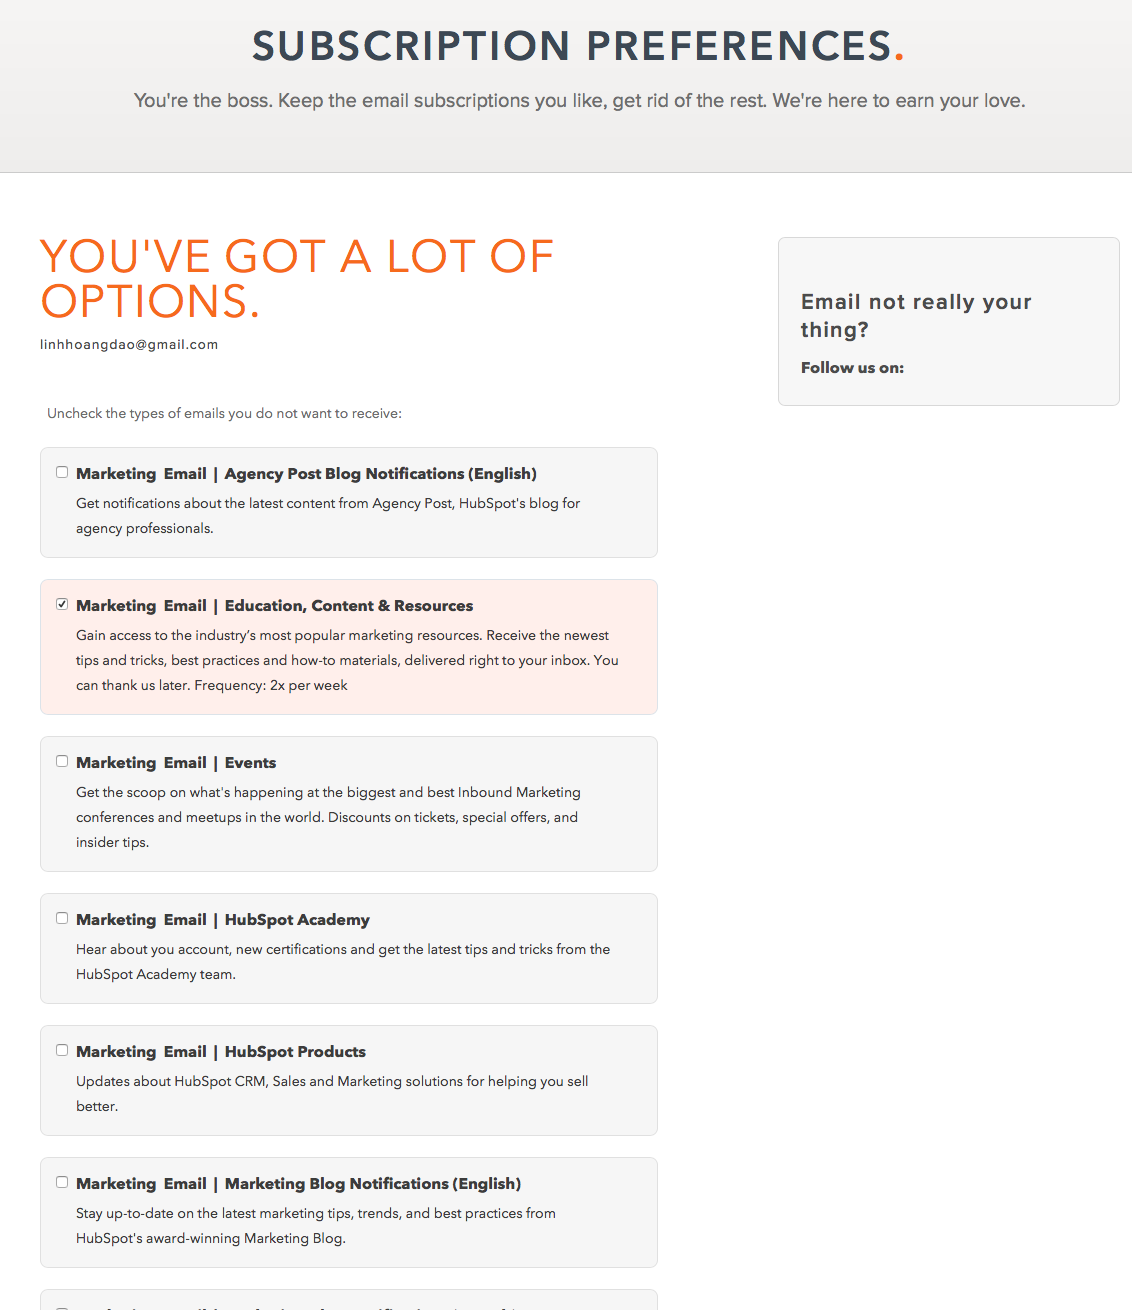 SUBSCRIPTION PREFERENCES.
You're the boss. Keep the email subscriptions you like, get rid of the rest. We're here to earn your love.
YOU'VE GOT A LOT OF
OPTIONS.
linhhoangdao@gmail.com
Email not really your
thing?
Follow us on:
Uncheck the types of emails you do not want to receive:
Marketing Email | Agency Post Blog Notifications (English)
Get notifications about the latest content from Agency Post, HubSpot's blog for
agency professionals.
Marketing Email | Education, Content & Resources
Gain access to the industry’s most popular marketing resources. Receive the newest
tips and tricks, best practices and how-to materials, delivered right to your inbox. You
can thank us later. Frequency: 2x per week
Marketing Email | Events
Get the scoop on what's happening at the biggest and best Inbound Marketing
conferences and meetups in the world. Discounts on tickets, special offers, and
insider tips.
Marketing Email | HubSpot Academy
Hear about you account, new certifications and get the latest tips and tricks from the
HubSpot Academy team.
Marketing Email | HubSpot Products
Updates about HubSpot CRM, Sales and Marketing solutions for helping you sell
better.
Marketing Email | Marketing Blog Notifications (English)
Stay up-to-date on the latest marketing tips, trends, and best practices from
HubSpot's award-winning Marketing Blog.